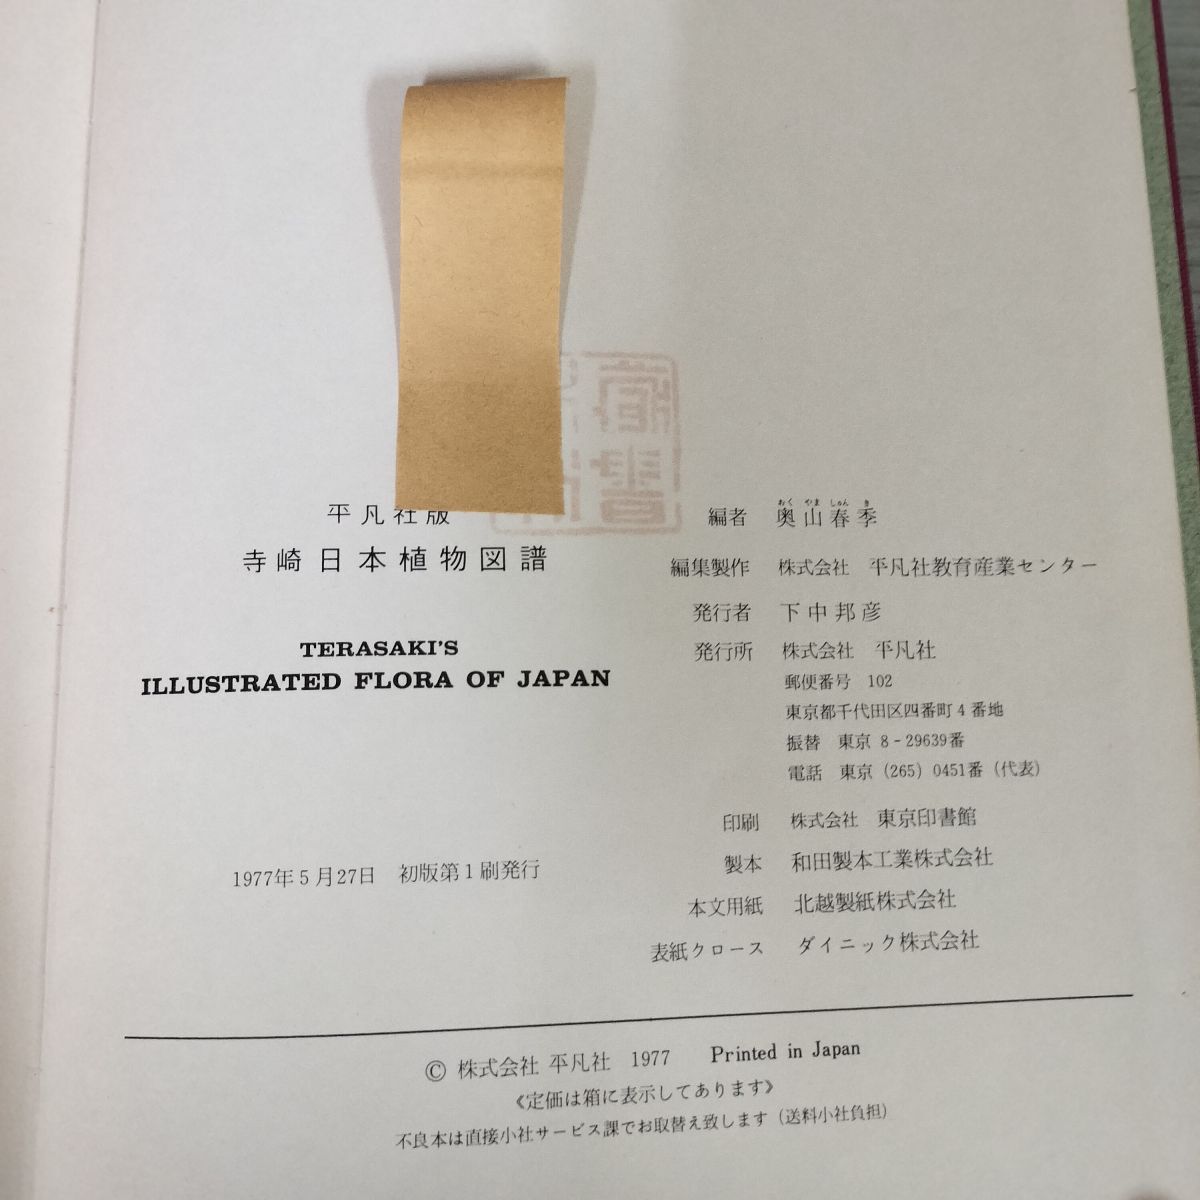 平凡社版
寺崎 日本植物図譜
TERASAKI'S
ILLUSTRATED FLORA OF JAPAN
1977年5月27日 初版第1刷発行
おく やま しゅん き
編者 奥山春季
編集製作 株式会社 平凡社教育産業センター
発行者 下中邦彦
発行所 株式会社 平凡社
郵便番号 102
東京都千代田区四番町4番地
振替 東京 8-29639番
電話 東京 (265) 0451番 (代表)
印刷 株式会社 東京印書館
製本 和田製本工業株式会社
本文用紙 北越製紙株式会社
表紙クロース ダイニック株式会社
© 株式会社 平凡社 1977 Printed in Japan
《定価は箱に表示してあります》
不良本は直接小社サービス課でお取替え致します (送料小社負担)